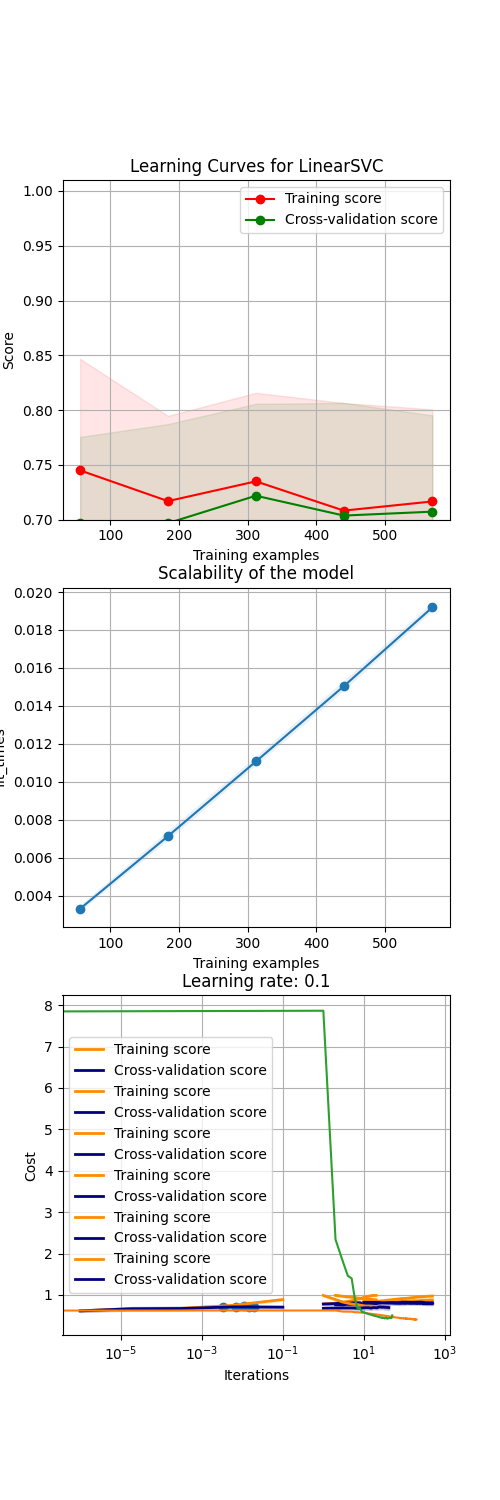 Learning Curves for LinearSVC
1.00
0.95
0.90
0.85
0.80
0.75
0.70
Score
Training score
Cross-validation score
100 200 300 400 500
Training examples
Scalability of the model
0.020
0.018
0.016
0.014
0.012
0.010
0.008
0.006
0.004
100 200 300 400 500
Training examples
Learning rate: 0.1
8
7
6
5
4
3
2
1
Cost
Training score
Cross-validation score
Training score
Cross-validation score
Training score
Cross-validation score
Training score
Cross-validation score
Training score
Cross-validation score
Training score
Cross-validation score
10⁻⁵ 10⁻³ 10⁻¹ 10¹ 10³
Iterations